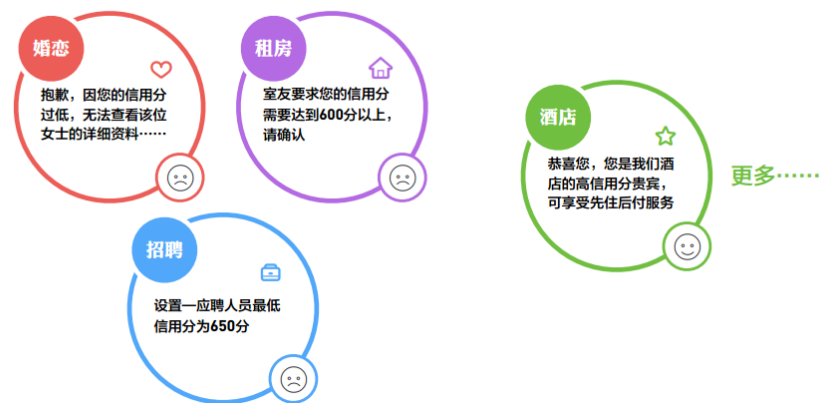 婚恋
抱歉，因您的信用分
过低，无法查看该位
女士的详细资料……
租房
室友要求您的信用分
需要达到600分以上，
请确认
酒店
恭喜您，您是我们酒
店的高信用分贵宾，
可享受先住后付服务
更多……
招聘
设置一应聘人员最低
信用分为650分